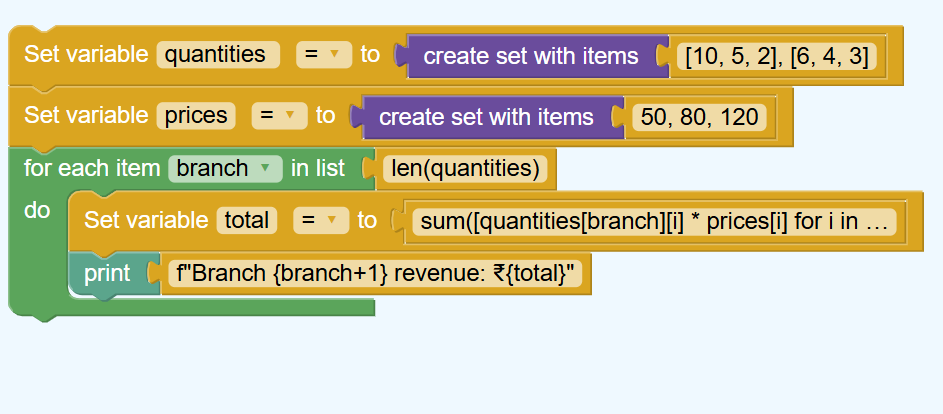 Set variable quantities = to create set with items [10, 5, 2], [6, 4, 3]
Set variable prices = to create set with items 50, 80, 120
for each item branch in list len(quantities)
do
Set variable total = to sum([quantities[branch][i] * prices[i] for i in …
print f"Branch {branch+1} revenue: ₹{total}"